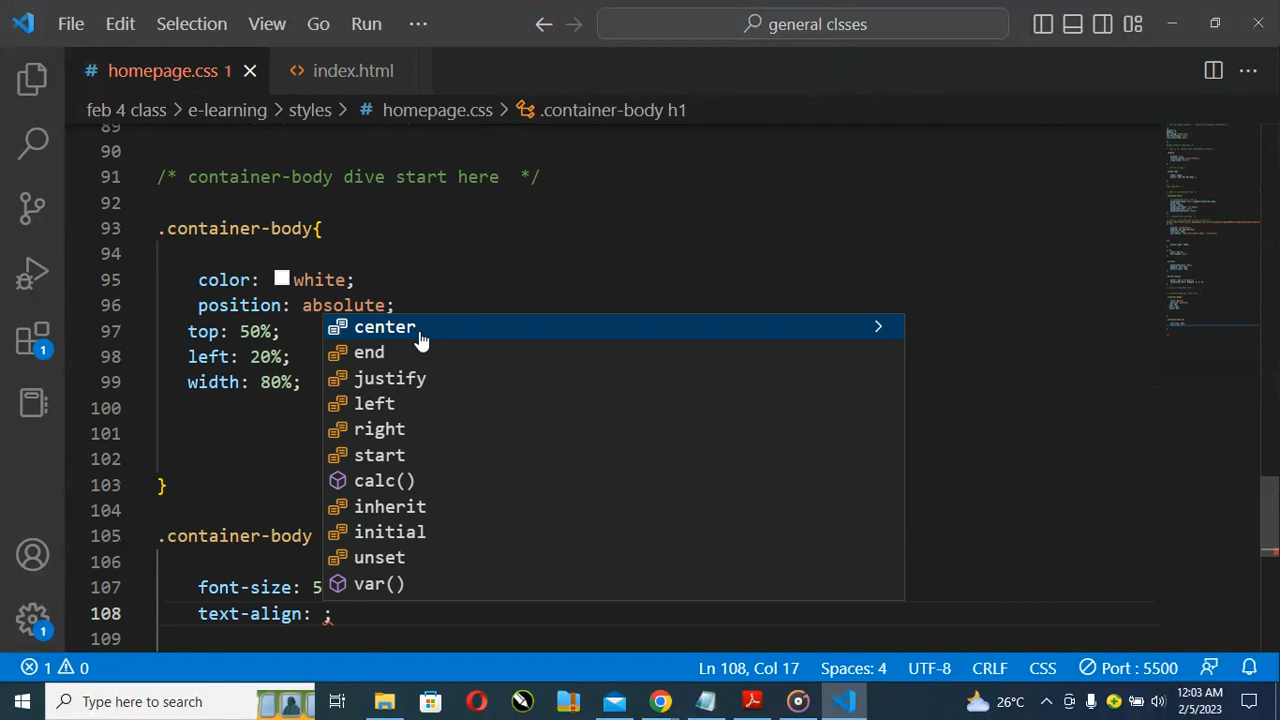 File Edit Selection View Go Run ··· general clsses
# homepage.css 1 index.html
feb 4 class > e-learning > styles > # homepage.css > .container-body h1
89
90
91 /* container-body dive start here */
92
93 .container-body{
94
95 color: white;
96 position: absolute;
97 top: 50%;
98 left: 20%;
99 width: 80%;
100
101
102
103 }
104
105 .container-body
106
107 font-size: 5
108 text-align: ;
109
center
end
justify
left
right
start
calc()
inherit
initial
unset
var()
1
1
1 0 Ln 108, Col 17 Spaces: 4 UTF-8 CRLF CSS Port : 5500
Type here to search 26°C 12:03 AM
2/5/2023